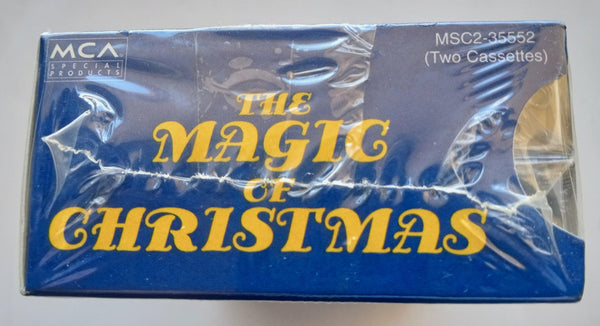 MCA
SPECIAL
PRODUCTS
MSC2-35552
(Two Cassettes)
THE
MAGIC
OF
CHRISTMAS